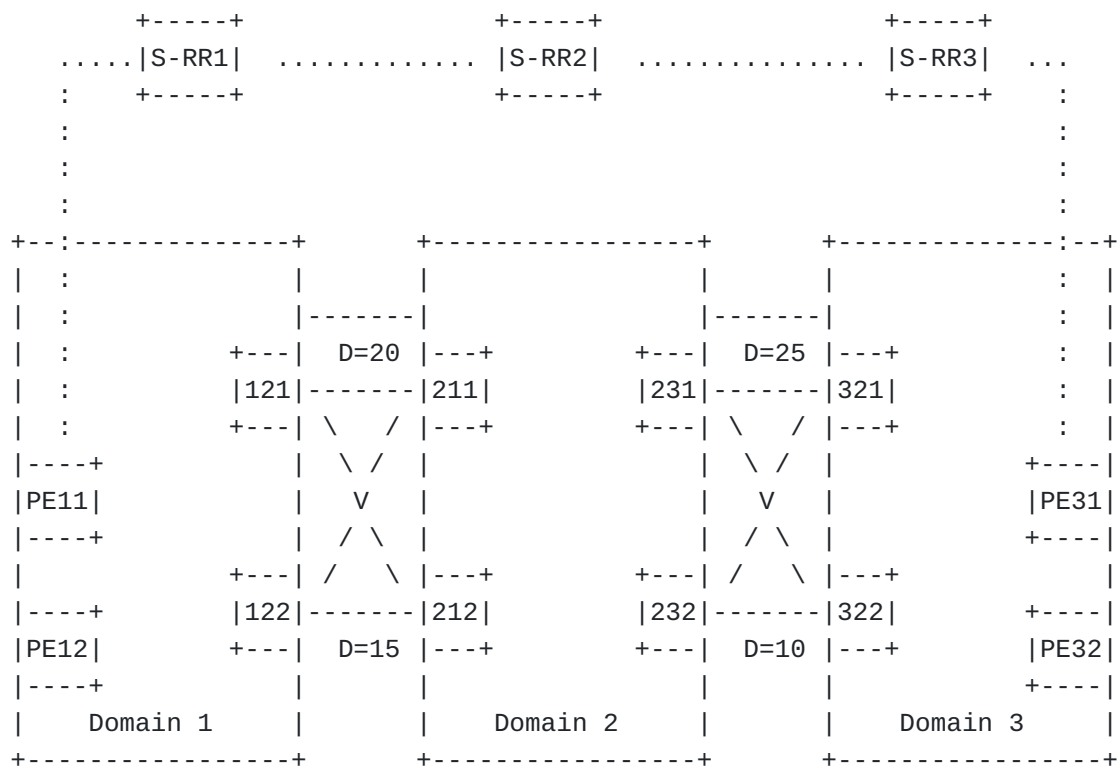 S-RR1 S-RR2 S-RR3
D=20 D=25
121 211 231 321
PE11 V V PE31
122 212 232 322
PE12 D=15 D=10 PE32
Domain 1 Domain 2 Domain 3